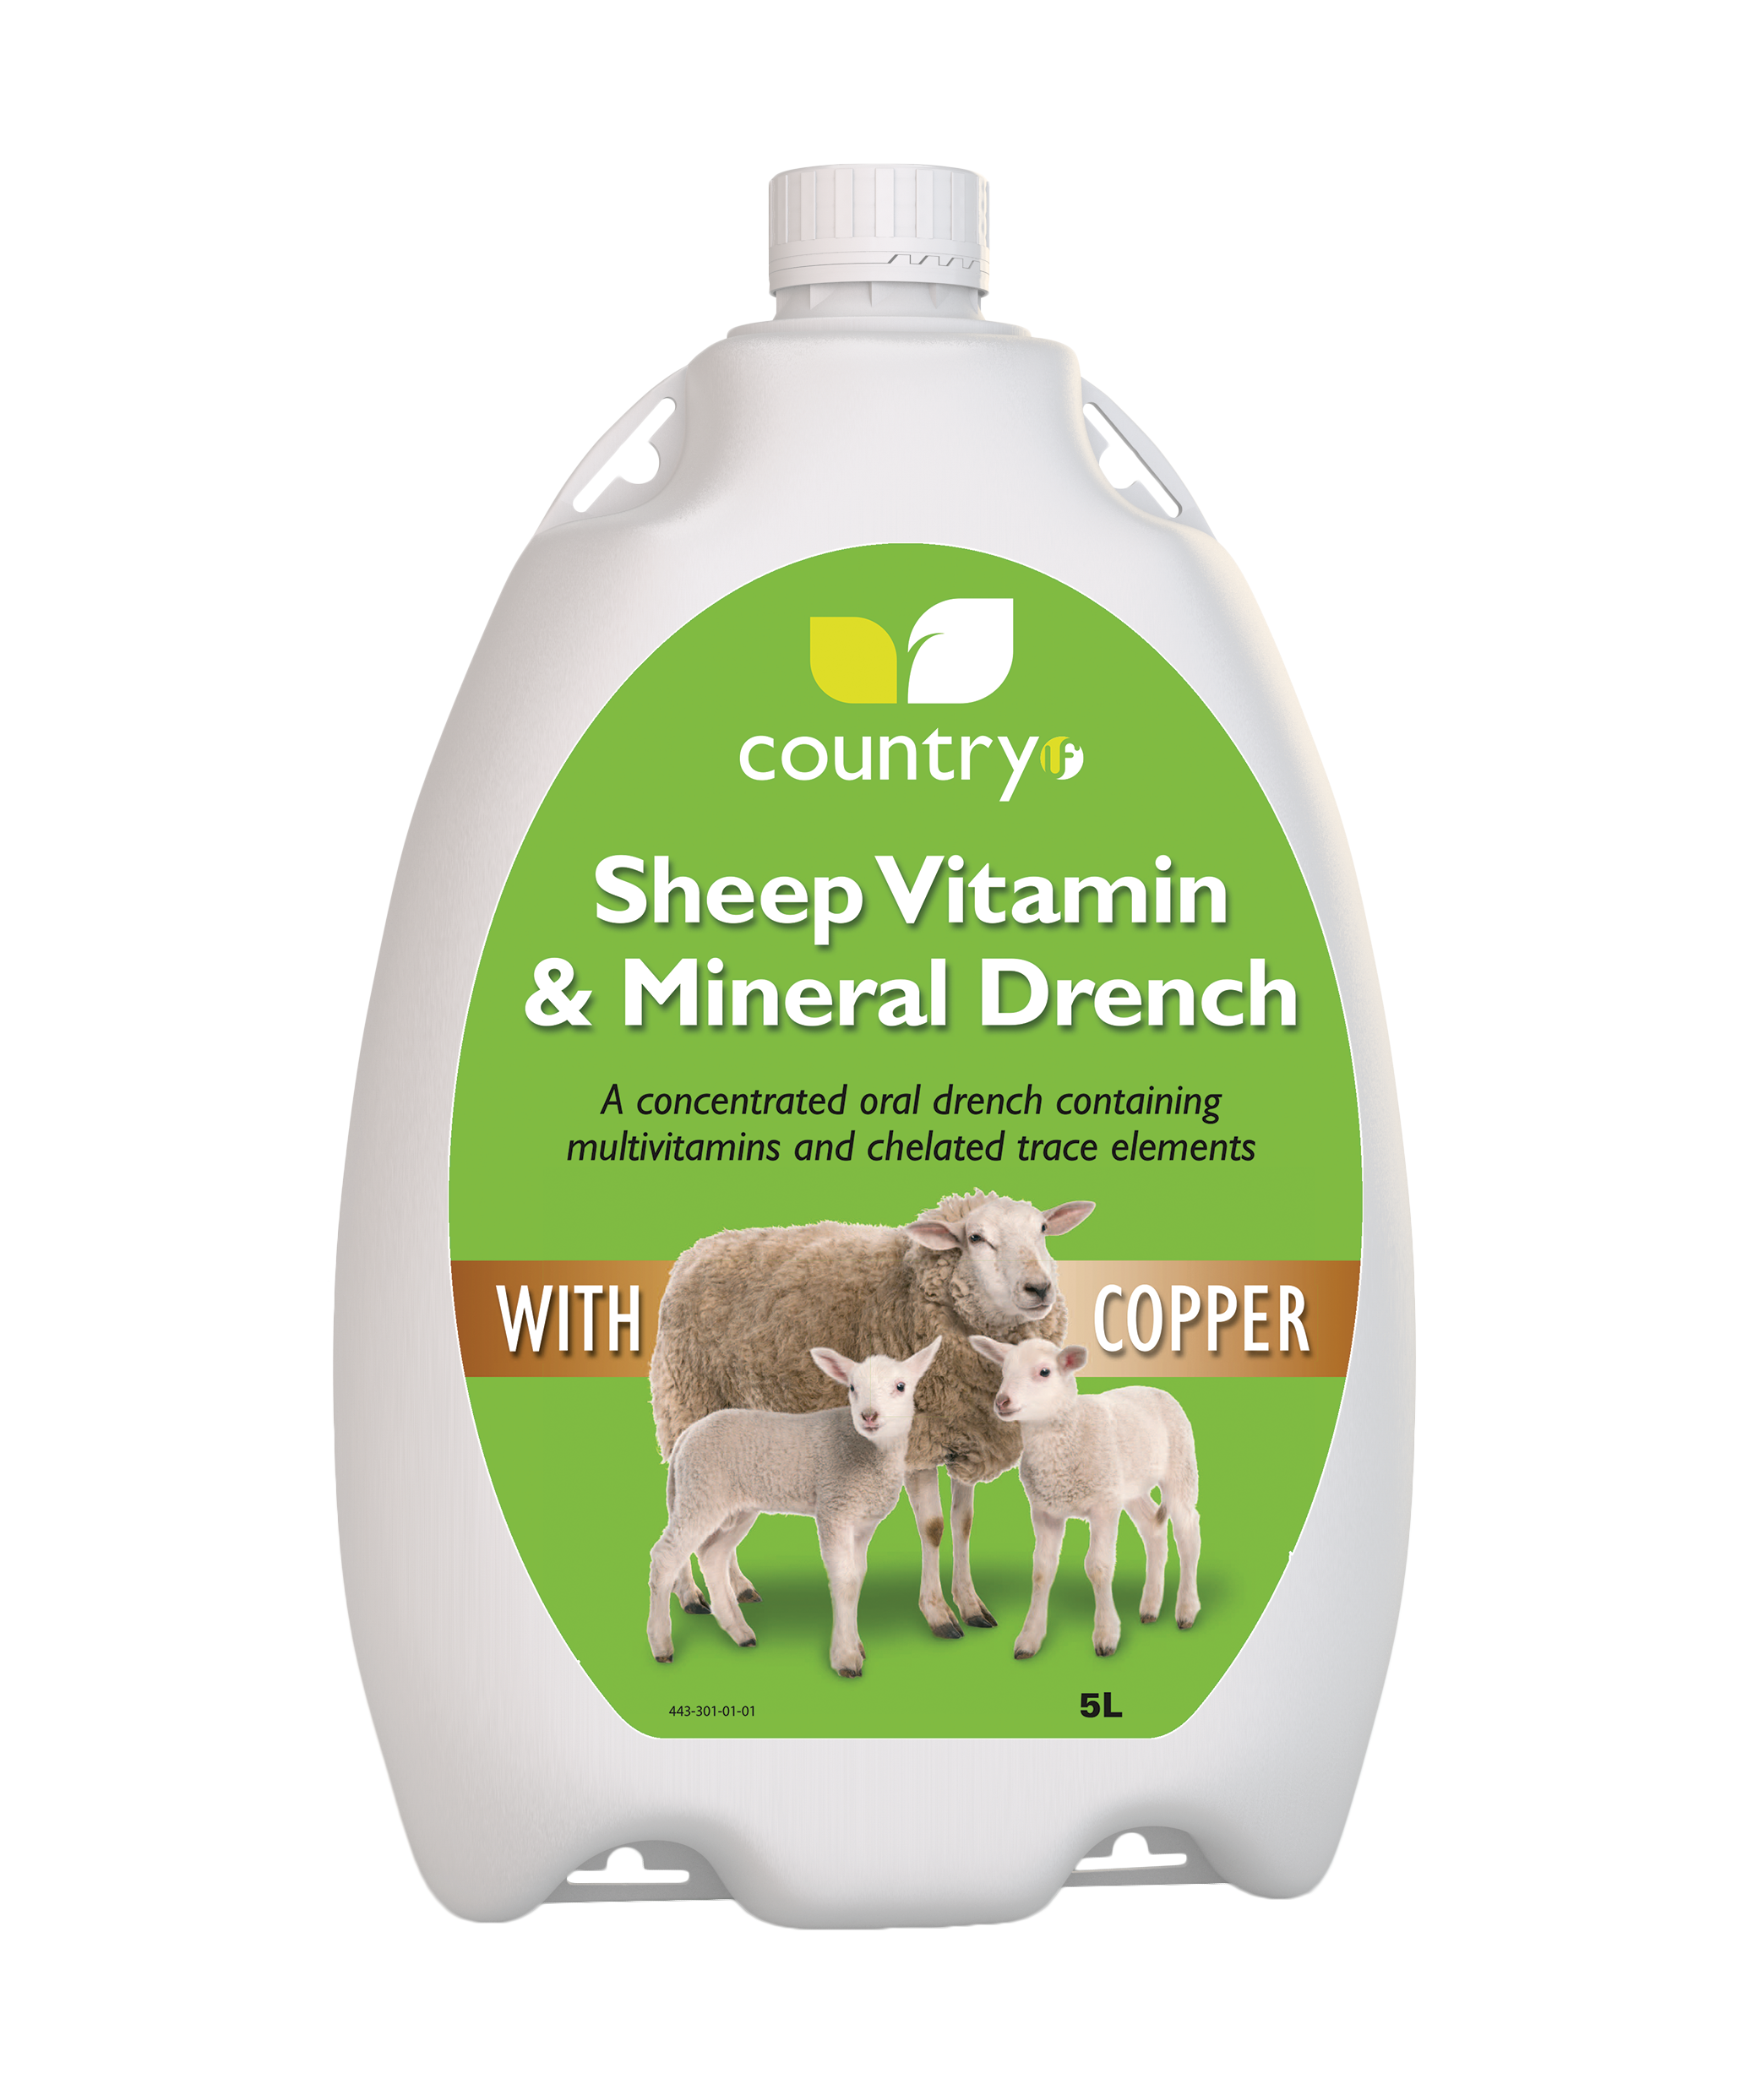 country UF
Sheep Vitamin
& Mineral Drench
A concentrated oral drench containing
multivitamins and chelated trace elements
WITH COPPER
443-301-01-01
5L